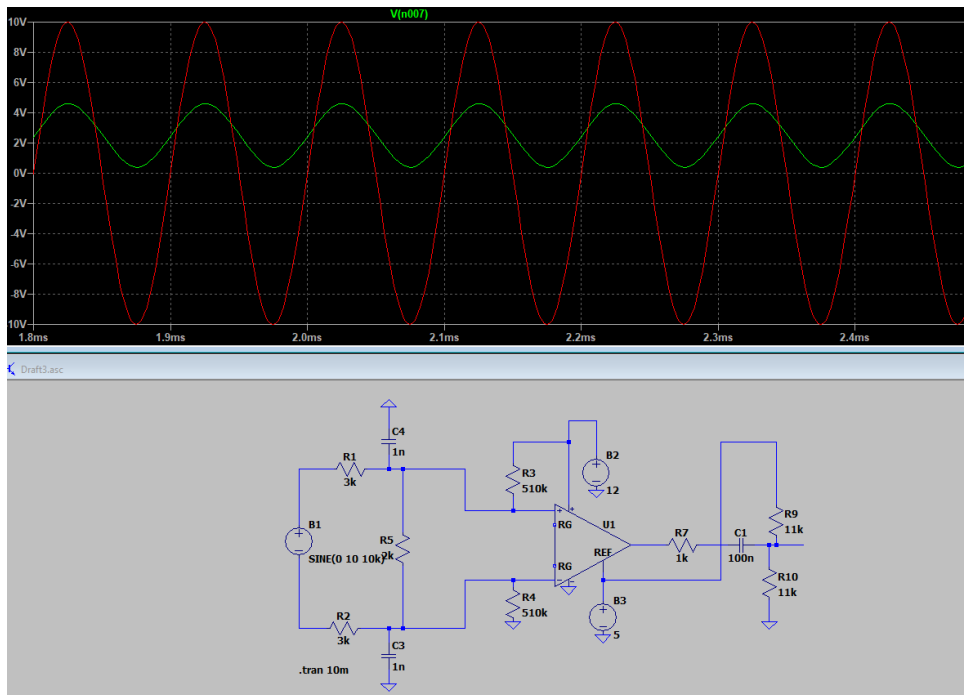 V(n007)
10V
8V
6V
4V
2V
0V
-2V
-4V
-6V
-8V
10V
1.8ms 1.9ms 2.0ms 2.1ms 2.2ms 2.3ms 2.4ms
Draft3.asc
C4
1n
R1
3k
B1
SINE(0 10 10k)
R5
2k
R2
3k
C3
1n
.tran 10m
R3
510k
R4
510k
B2
12
RG
RG
U1
REF
B3
5
R7
1k
C1
100n
R9
11k
R10
11k